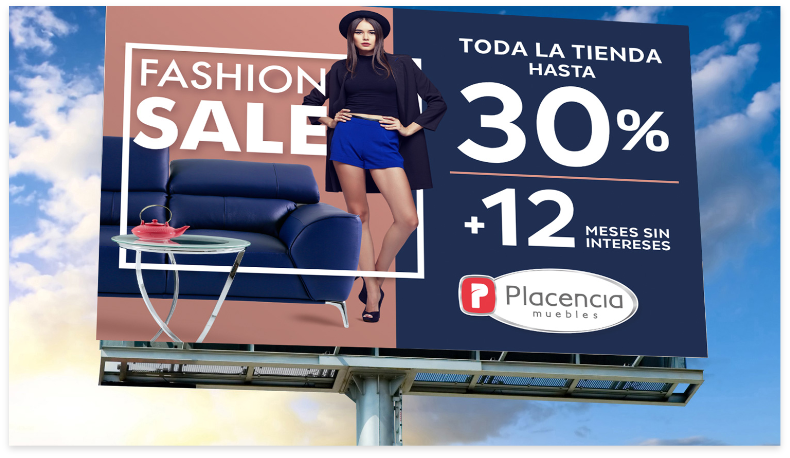 FASHION
SALE
TODA LA TIENDA
HASTA
30%
+12 MESES SIN
INTERESES
Placencia
muebles